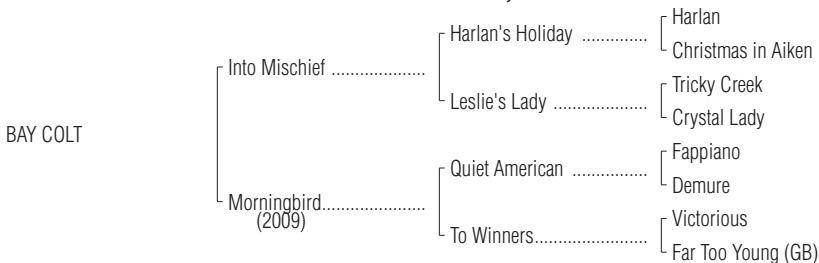 Harlan
Harlan's Holiday ..............
Christmas in Aiken
Into Mischief .....................
Tricky Creek
Leslie's Lady ....................
Crystal Lady
BAY COLT
Fappiano
Quiet American ................
Demure
Morningbird.......................
(2009)
Victorious
To Winners.........................
Far Too Young (GB)